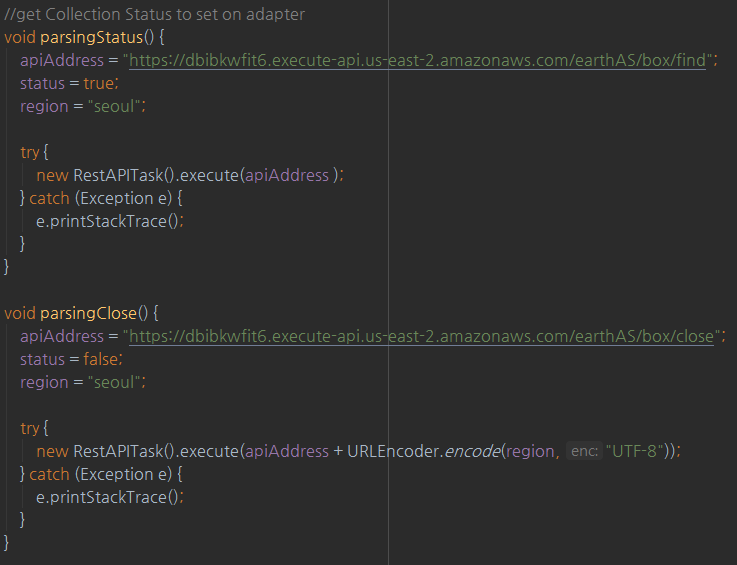 //get Collection Status to set on adapter
void parsingStatus() {
apiAddress = "https://dbibkwfit6.execute-api.us-east-2.amazonaws.com/earthAS/box/find";
status = true;
region = "seoul";
try {
new RestAPITask().execute(apiAddress );
} catch (Exception e) {
e.printStackTrace();
}
}
void parsingClose() {
apiAddress = "https://dbibkwfit6.execute-api.us-east-2.amazonaws.com/earthAS/box/close";
status = false;
region = "seoul";
try {
new RestAPITask().execute(apiAddress + URLEncoder.encode(region, enc: "UTF-8"));
} catch (Exception e) {
e.printStackTrace();
}
}